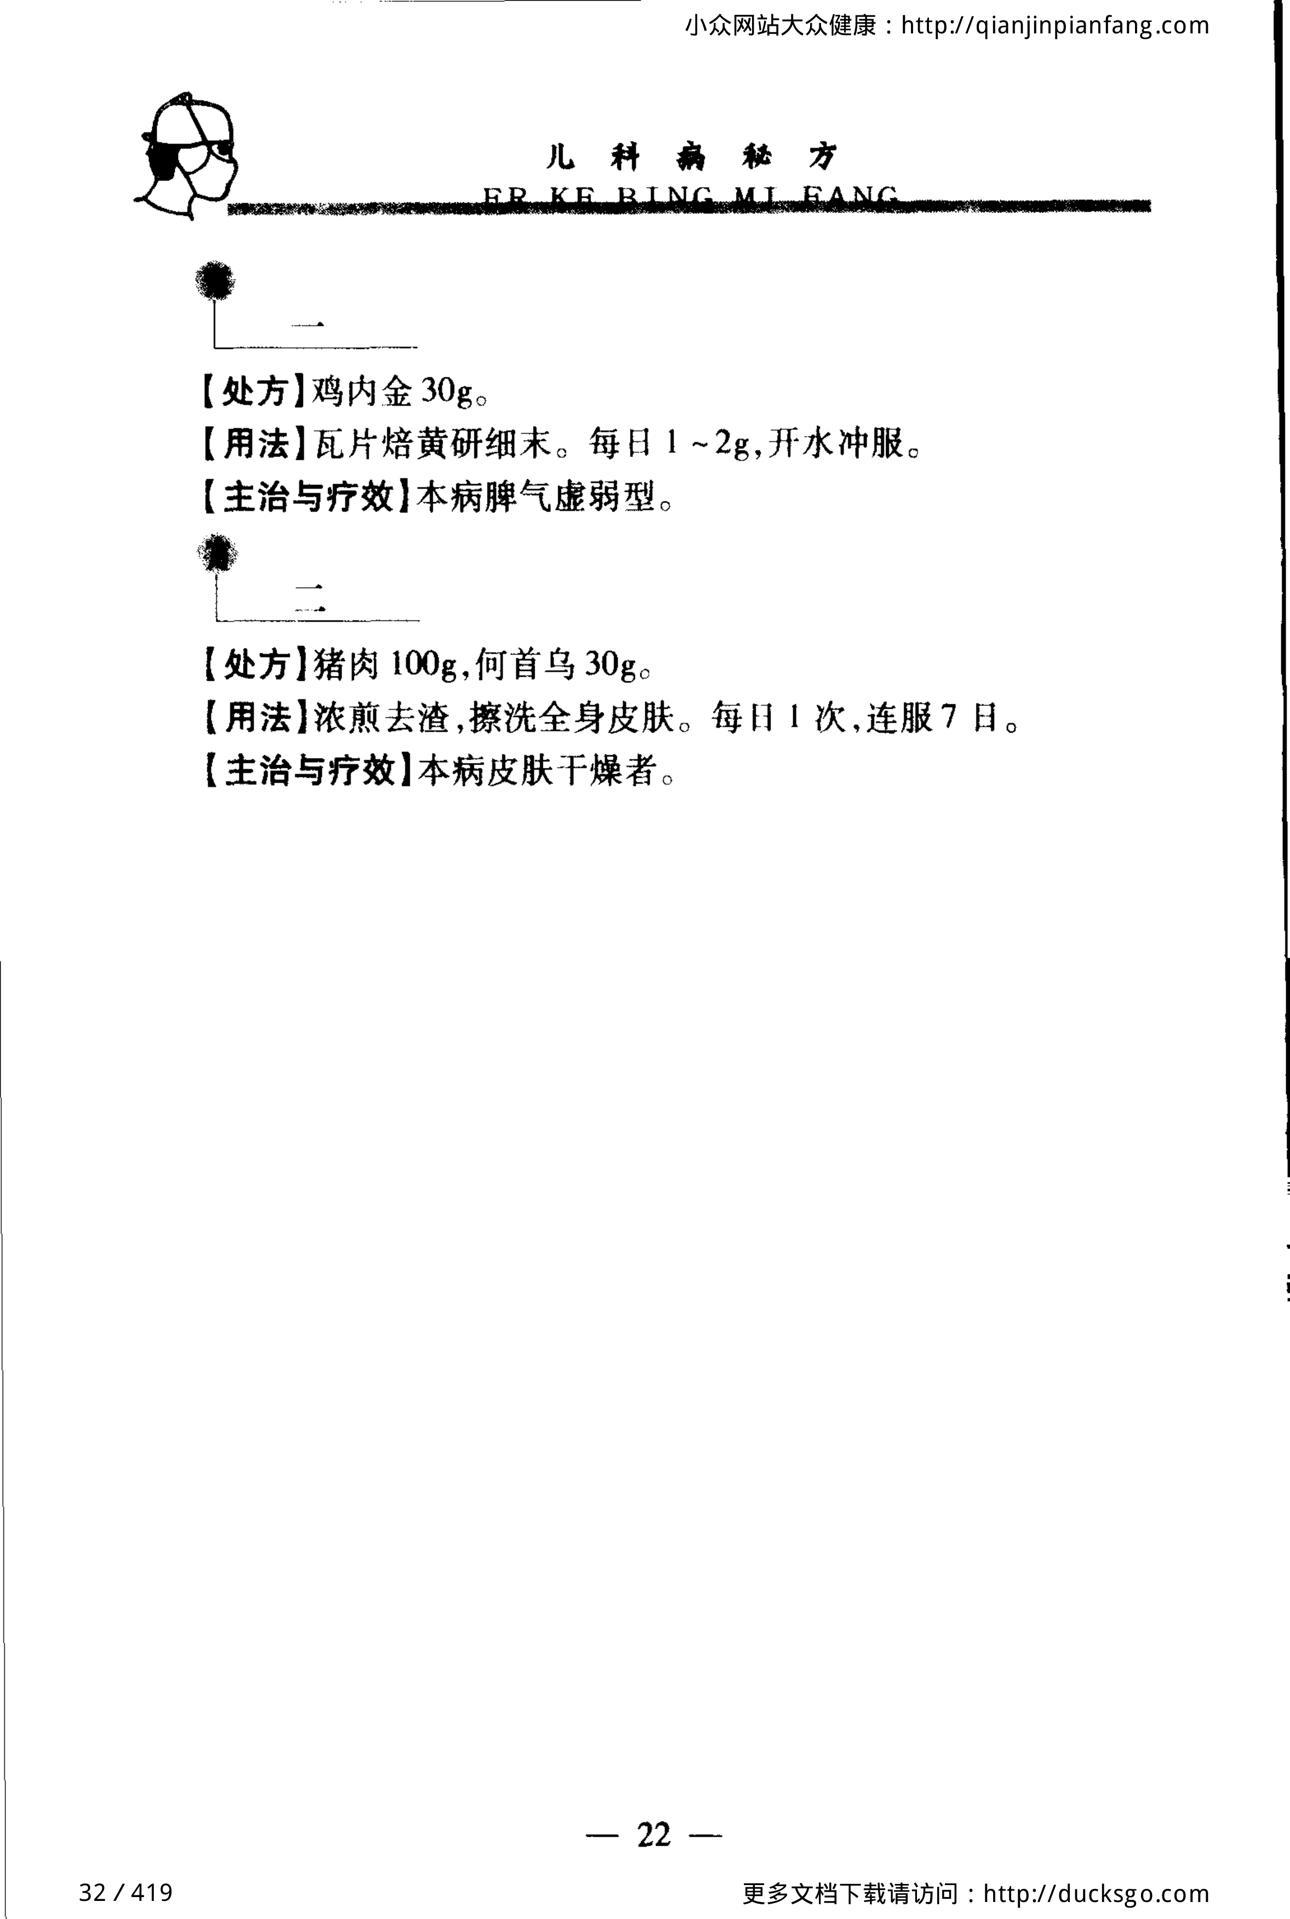 小众网站大众健康：http://qianjinpianfang.com
儿科病秘方
ER KE BING MI FANG
一
【处方】鸡内金 30g。
【用法】瓦片焙黄研细末。每日 1～2g,开水冲服。
【主治与疗效】本病脾气虚弱型。
二
【处方】猪肉 100g,何首乌 30g。
【用法】浓煎去渣,擦洗全身皮肤。每日 1 次,连服 7 日。
【主治与疗效】本病皮肤干燥者。
— 22 —
32 / 419
更多文档下载请访问：http://ducksgo.com